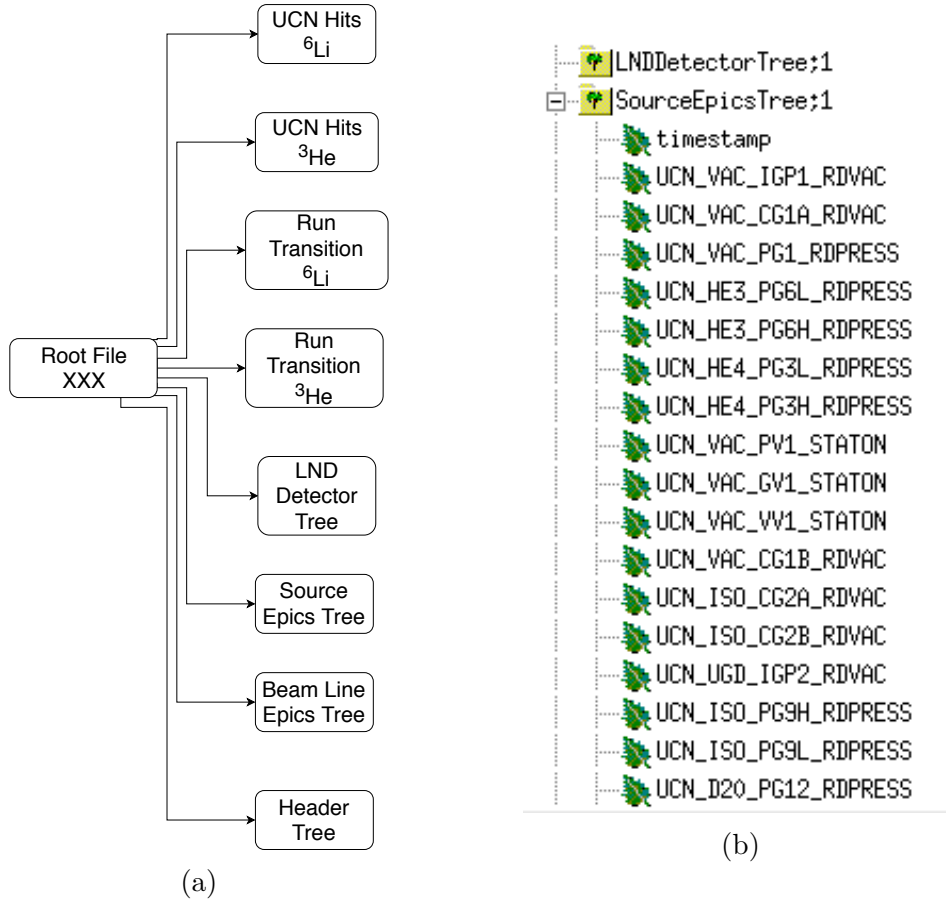 UCN Hits
⁶Li
UCN Hits
³He
Run
Transition
⁶Li
Root File
XXX
Run
Transition
³He
LND
Detector
Tree
Source
Epics Tree
Beam Line
Epics Tree
Header
Tree
(a)
LNDDetectorTree;1
SourceEpicsTree;1
timestamp
UCN_VAC_IGP1_RDVAC
UCN_VAC_CG1A_RDVAC
UCN_VAC_PG1_RDPRESS
UCN_HE3_PG6L_RDPRESS
UCN_HE3_PG6H_RDPRESS
UCN_HE4_PG3L_RDPRESS
UCN_HE4_PG3H_RDPRESS
UCN_VAC_PV1_STATON
UCN_VAC_GV1_STATON
UCN_VAC_VV1_STATON
UCN_VAC_CG1B_RDVAC
UCN_ISO_CG2A_RDVAC
UCN_ISO_CG2B_RDVAC
UCN_UGD_IGP2_RDVAC
UCN_ISO_PG9H_RDPRESS
UCN_ISO_PG9L_RDPRESS
UCN_D2O_PG12_RDPRESS
(b)